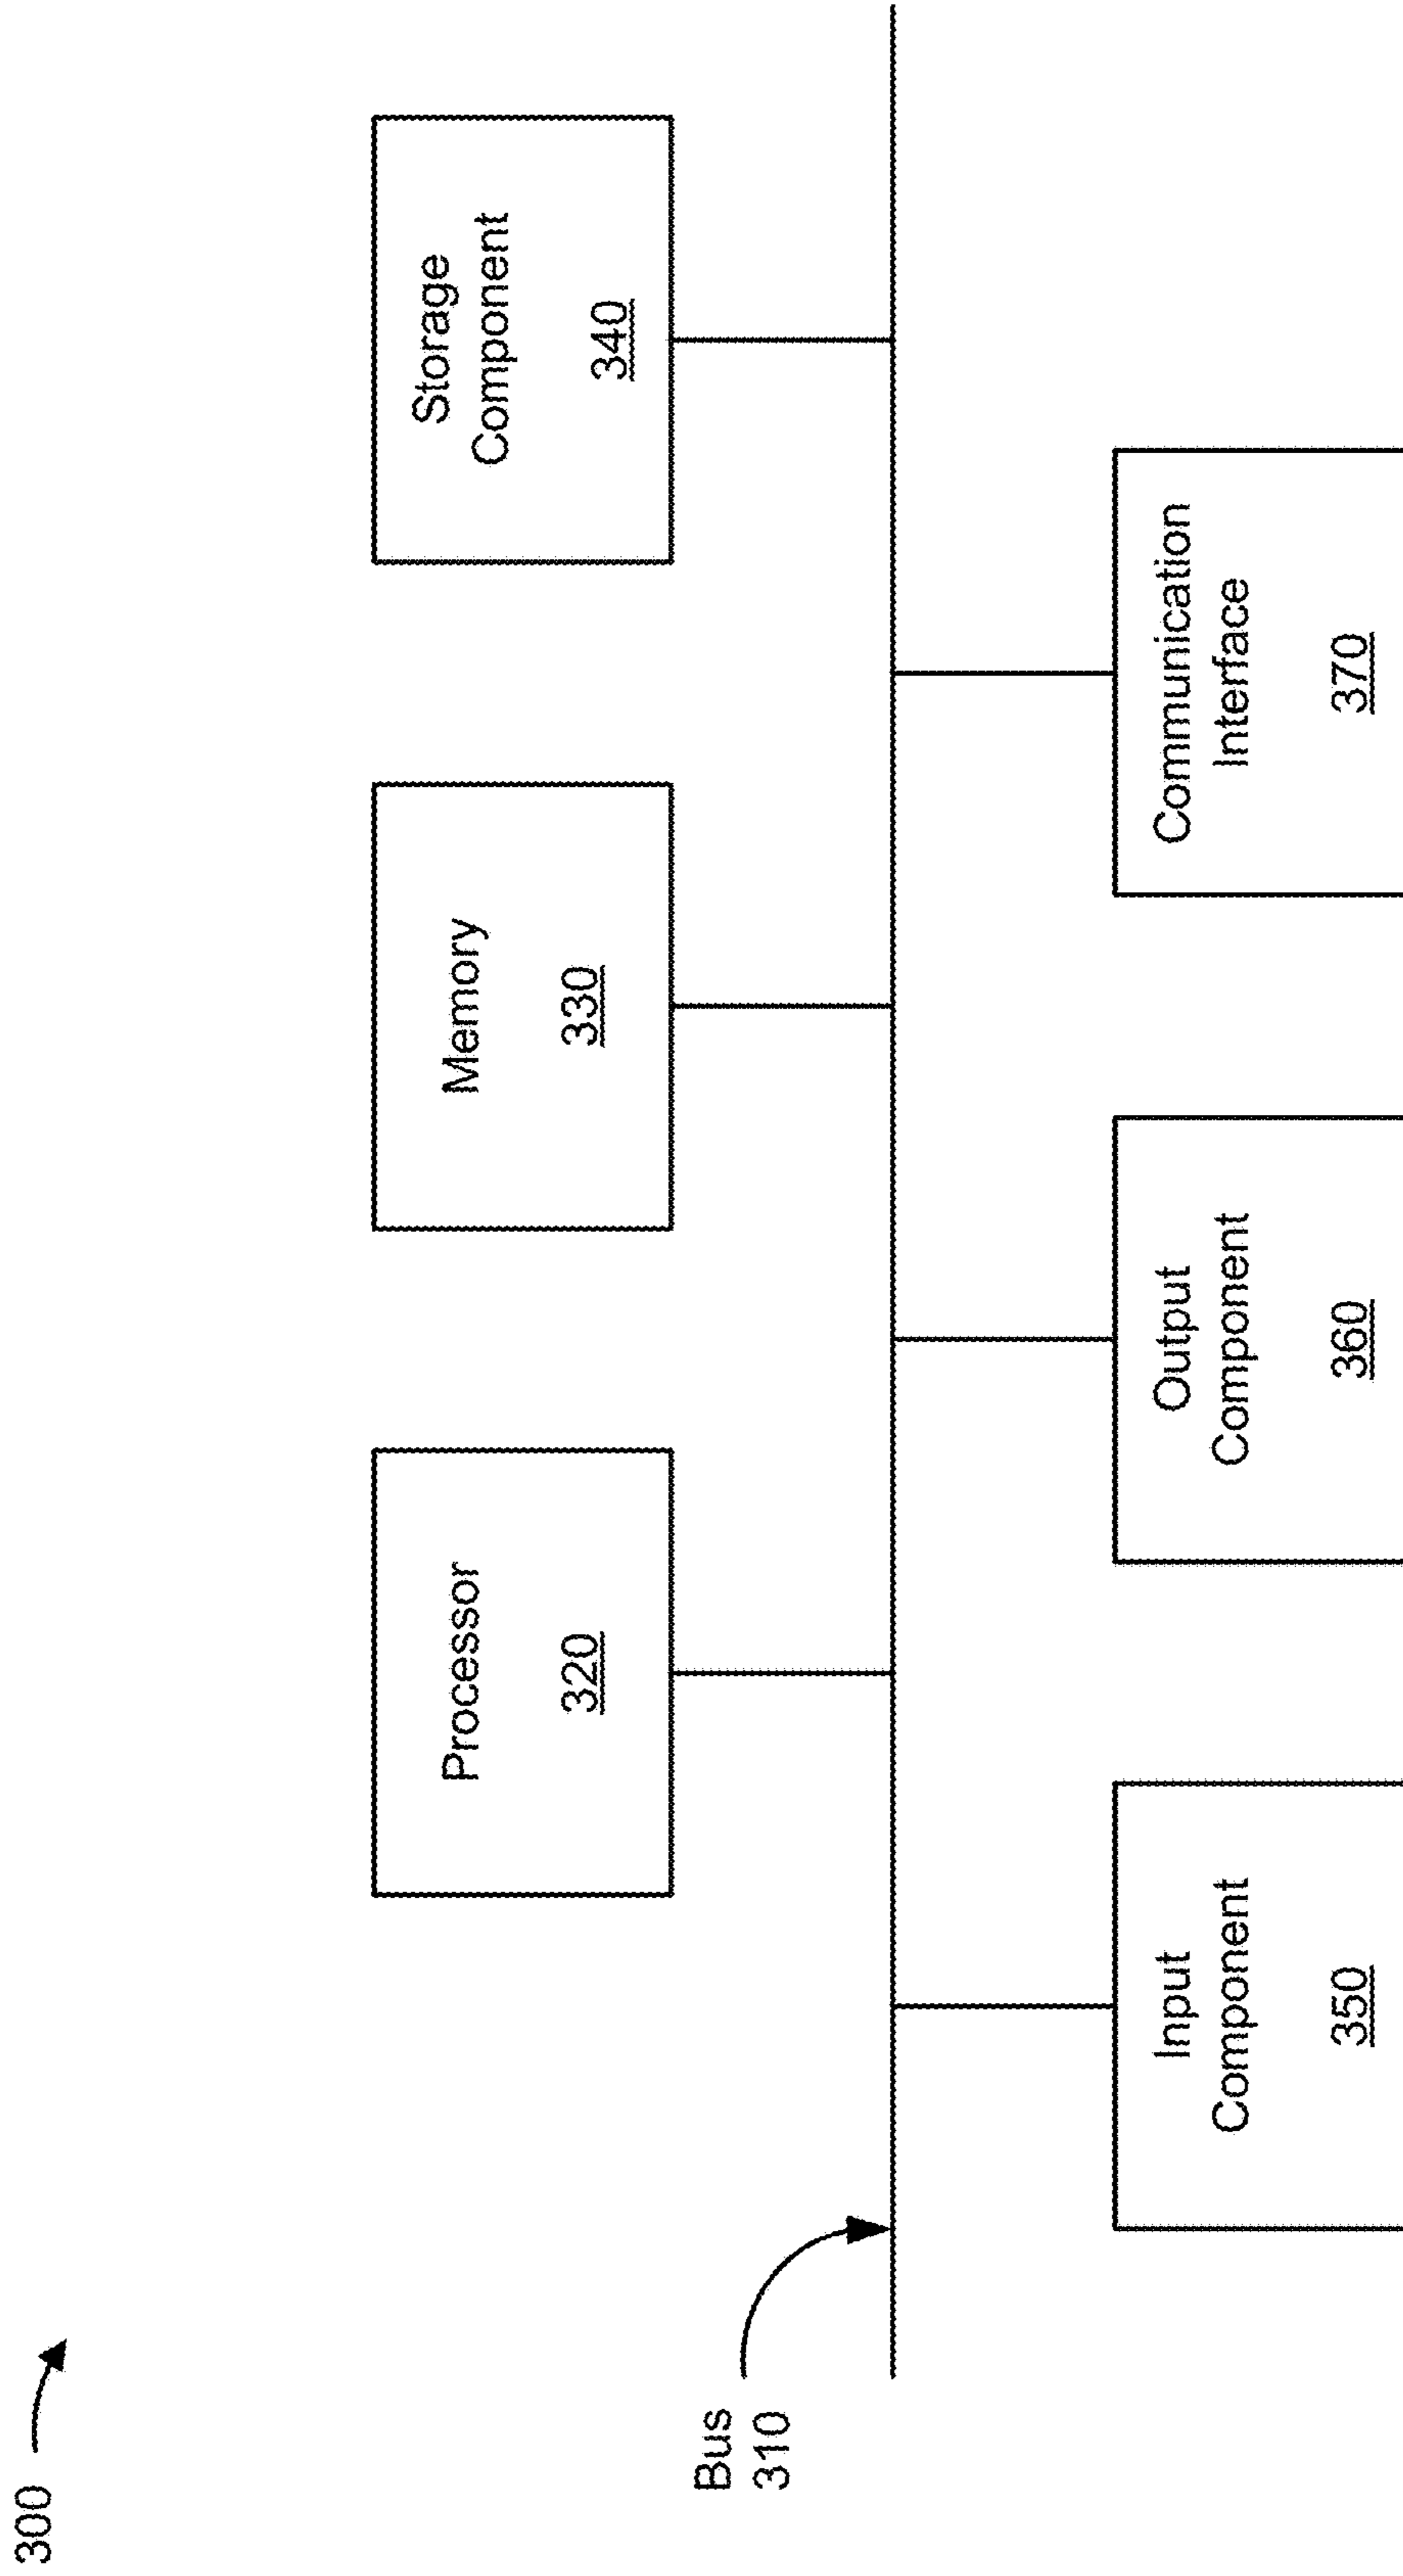 300
Processor
320
Memory
330
Storage
Component
340
Bus
310
Input
Component
350
Output
Component
360
Communication
Interface
370